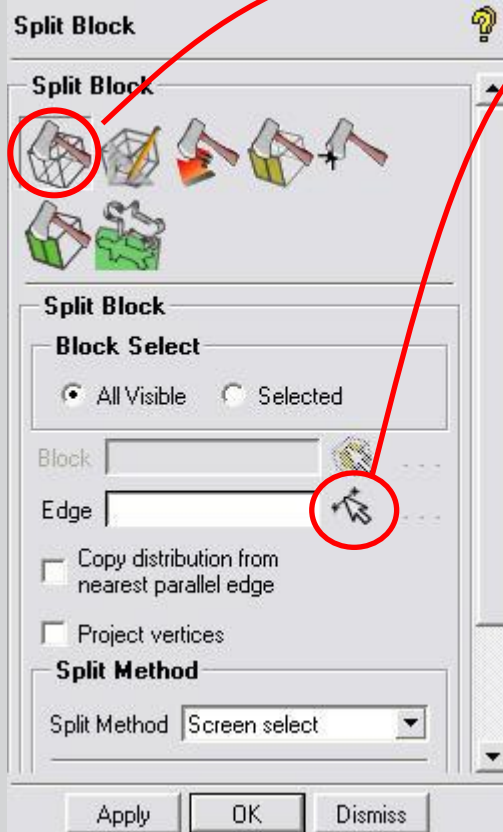 Split Block
Split Block
Split Block
Block Select
All Visible Selected
Block ...
Edge ...
Copy distribution from
nearest parallel edge
Project vertices
Split Method
Split Method Screen select
Apply OK Dismiss